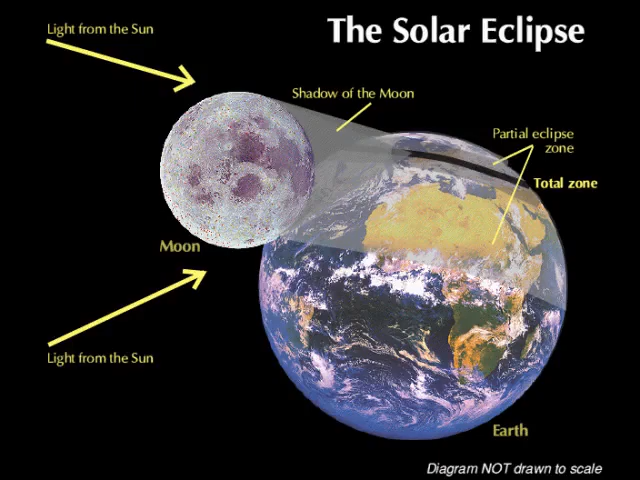 The Solar Eclipse
Light from the Sun
Shadow of the Moon
Partial eclipse
zone
Total zone
Moon
Light from the Sun
Earth
Diagram NOT drawn to scale